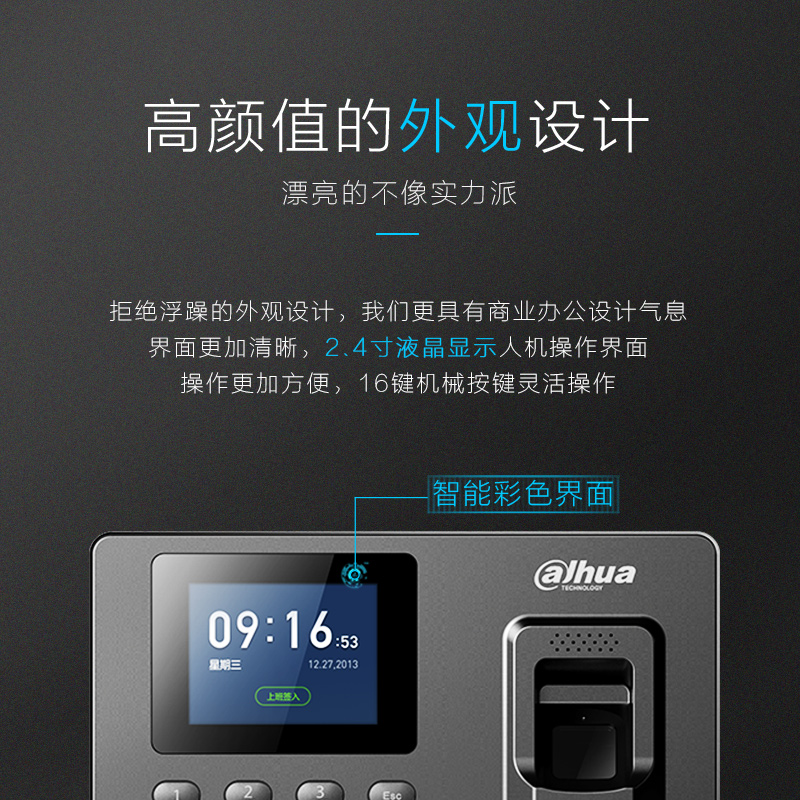 高颜值的外观设计
漂亮的不像实力派
拒绝浮躁的外观设计，我们更具有商业办公设计气息
界面更加清晰，2.4寸液晶显示人机操作界面
操作更加方便，16键机械按键灵活操作
智能彩色界面
alhua
TECHNOLOGY
09:16:53
星期三 12.27,2013
上班签入
1 2 3 Esc